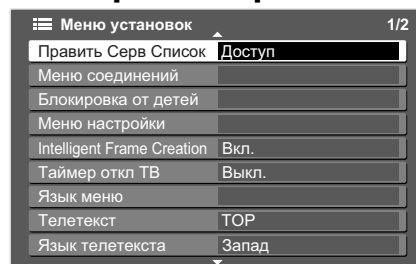 Меню установок 1/2
Править Серв Список Доступ
Меню соединений
Блокировка от детей
Меню настройки
Intelligent Frame Creation Вкл.
Таймер откл ТВ Выкл.
Язык меню
Телетекст TOP
Язык телетекста Запад